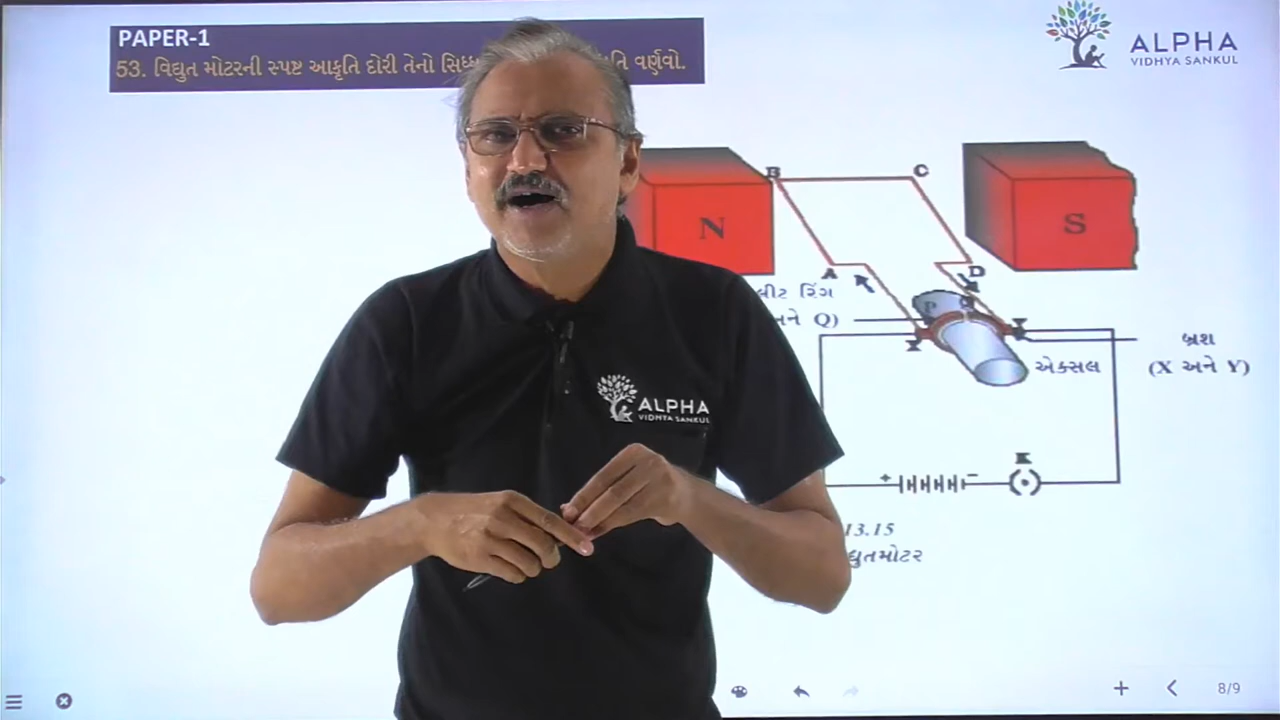 PAPER-1
53. વિદ્યુત મોટરની સ્પષ્ટ આકૃતિ દોરી તેનો વર્ણવો.
ALPHA
VIDHYA SANKUL
B
C
N
S
A
D
રિંગ
Q)
P
Q
X
Y
બ્રશ
(X અને Y)
એક્સલ
ALPHA
VIDHYA SANKUL
K
+
−
13.15
8/9